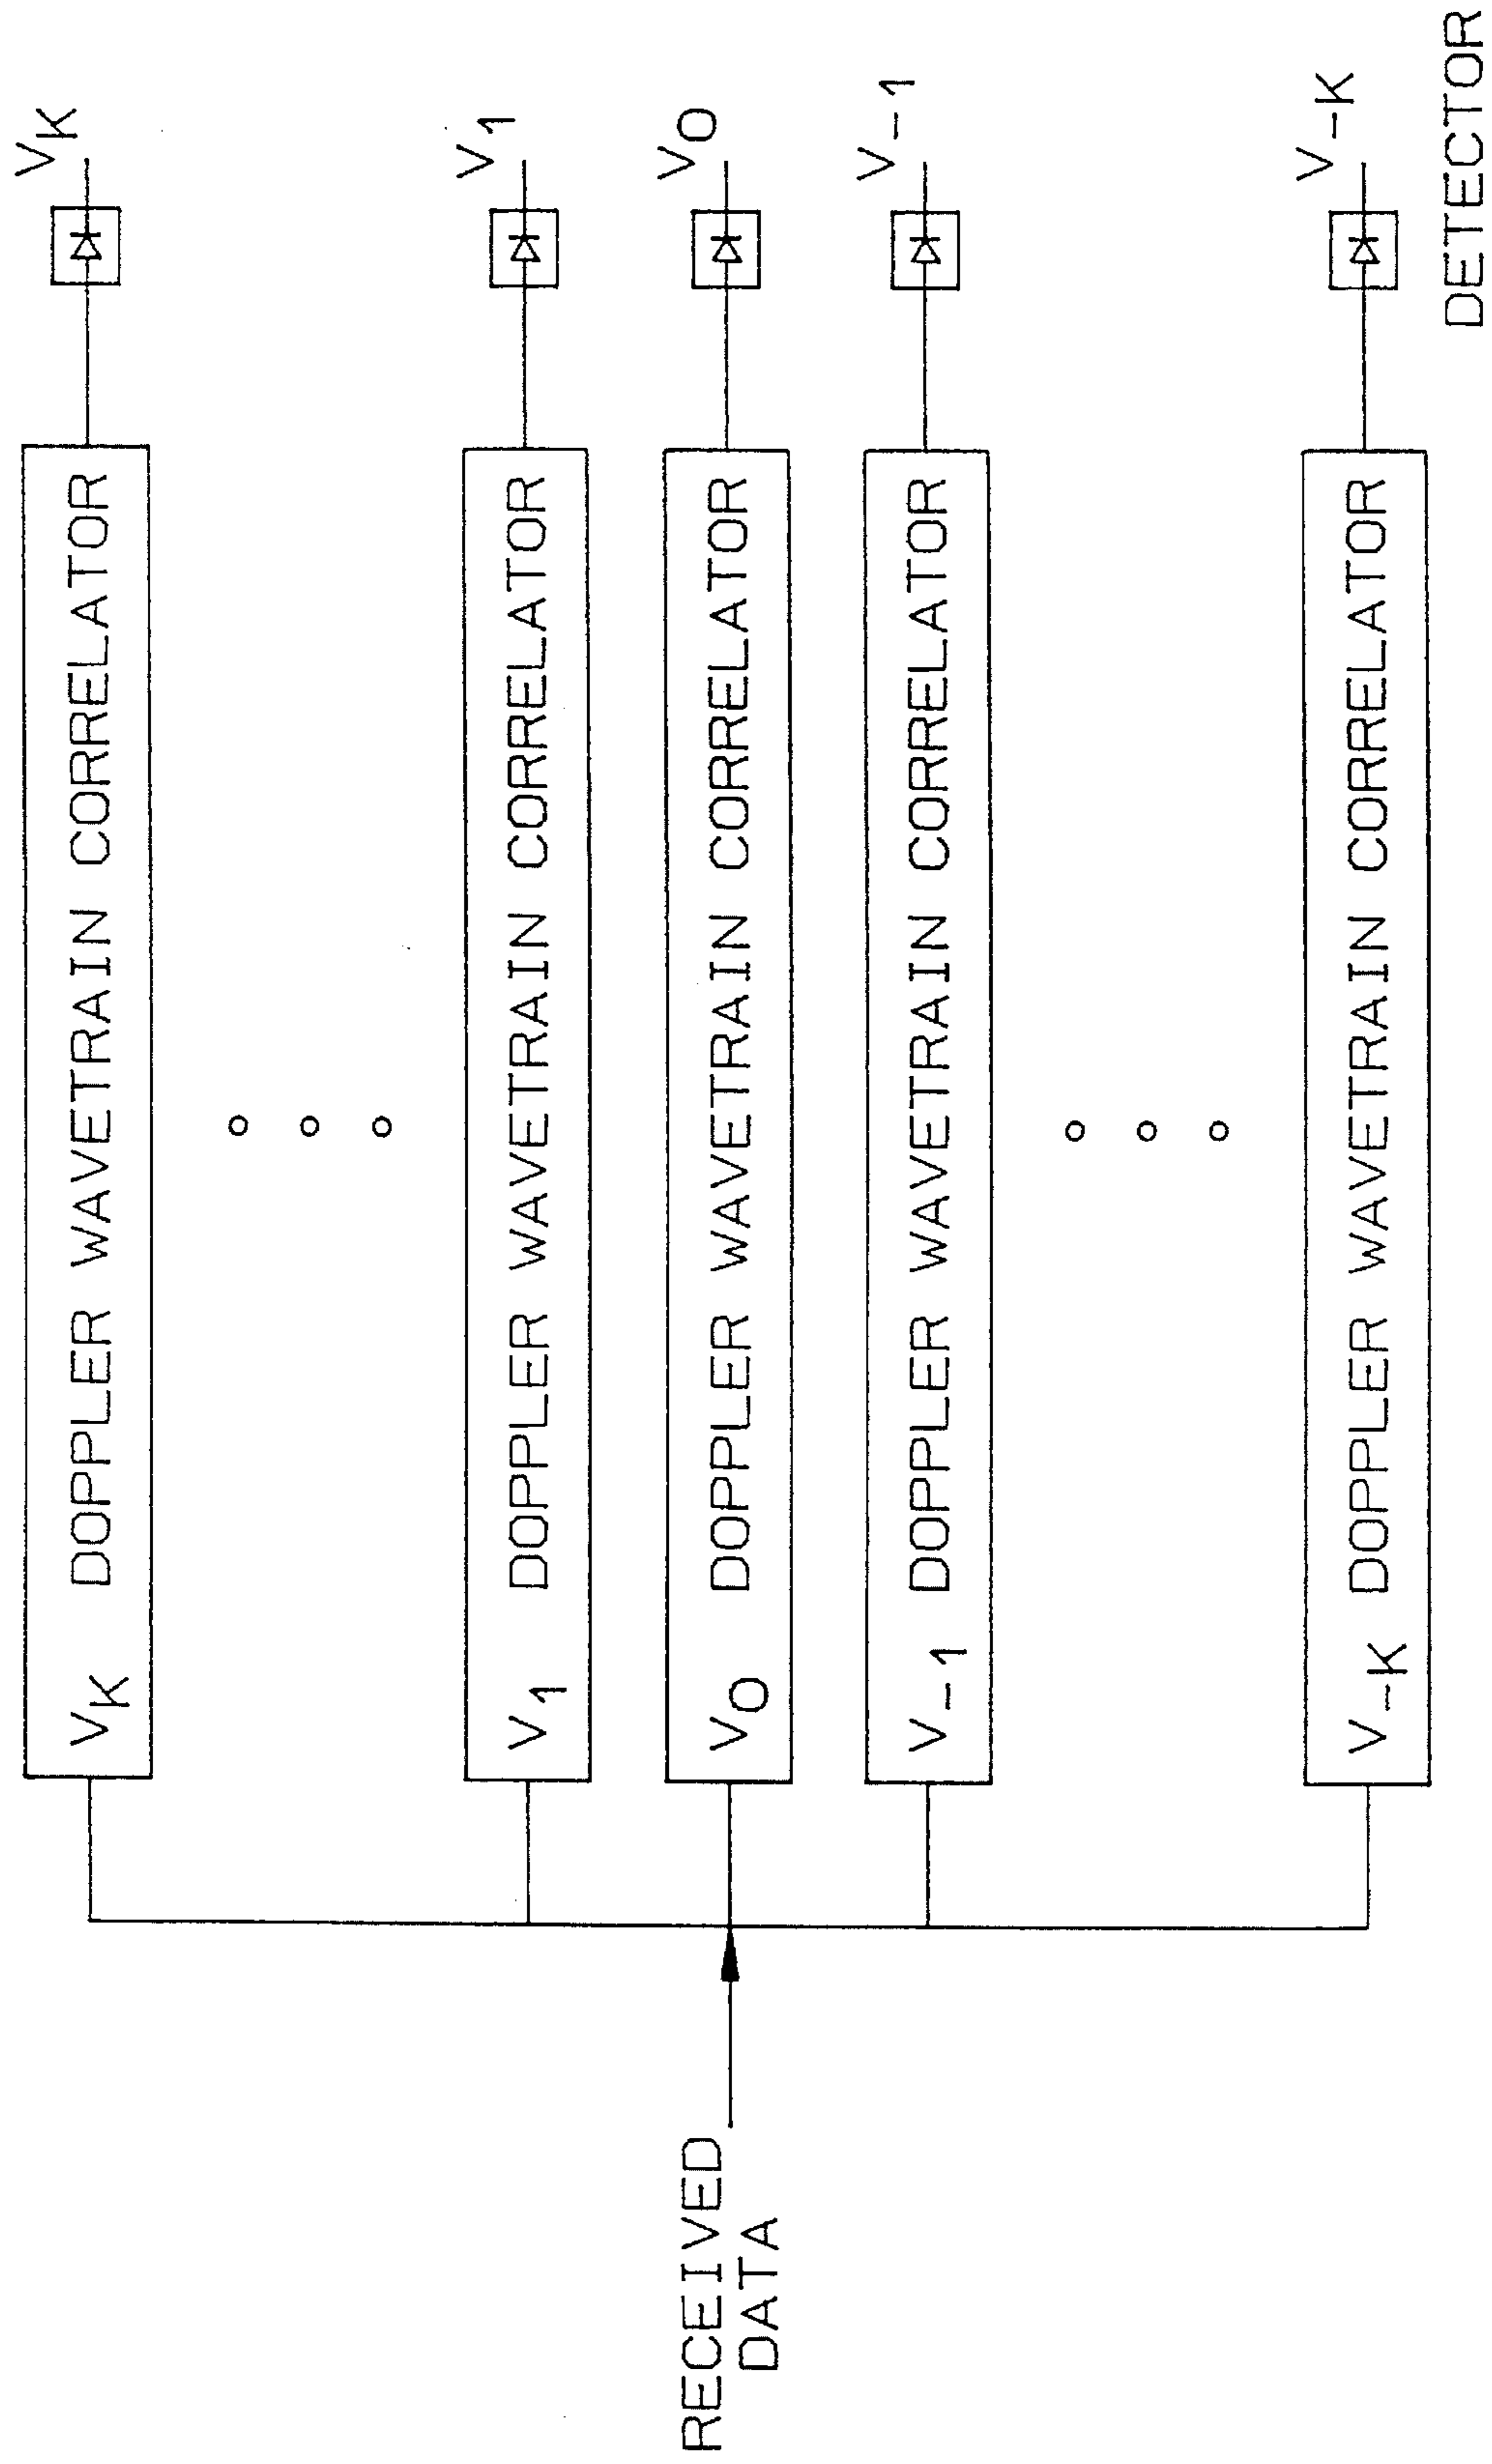 V_K DOPPLER WAVETRAIN CORRELATOR
V_K
V_1 DOPPLER WAVETRAIN CORRELATOR
V_1
RECEIVED
DATA
V_0 DOPPLER WAVETRAIN CORRELATOR
V_0
V_-1 DOPPLER WAVETRAIN CORRELATOR
V_-1
V_-K DOPPLER WAVETRAIN CORRELATOR
V_-K
DETECTOR